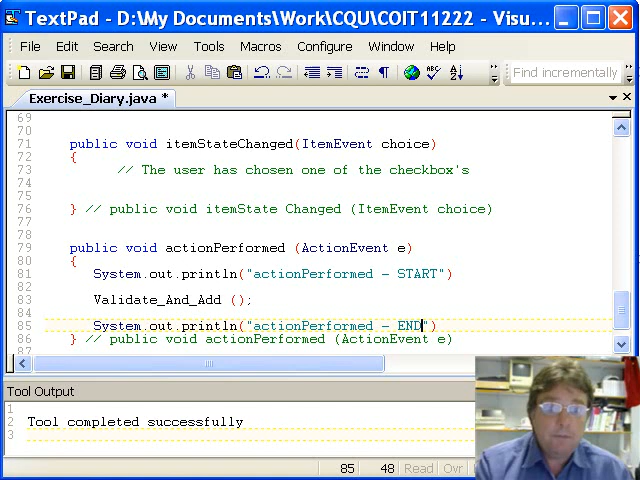 TextPad - D:\My Documents\Work\CQU\COIT11222 - Visu...
File Edit Search View Tools Macros Configure Window Help
Find incrementally
Exercise_Diary.java *
69
70
71 public void itemStateChanged(ItemEvent choice)
72 {
73 // The user has chosen one of the checkbox's
74
75
76 } // public void itemState Changed (ItemEvent choice)
77
78
79 public void actionPerformed (ActionEvent e)
80 {
81 System.out.println("actionPerformed - START")
82
83 Validate_And_Add ();
84
85 System.out.println("actionPerformed - END")
86 } // public void actionPerformed (ActionEvent e)
87
Tool Output
1
2 Tool completed successfully
3
85 48 Read Ovr